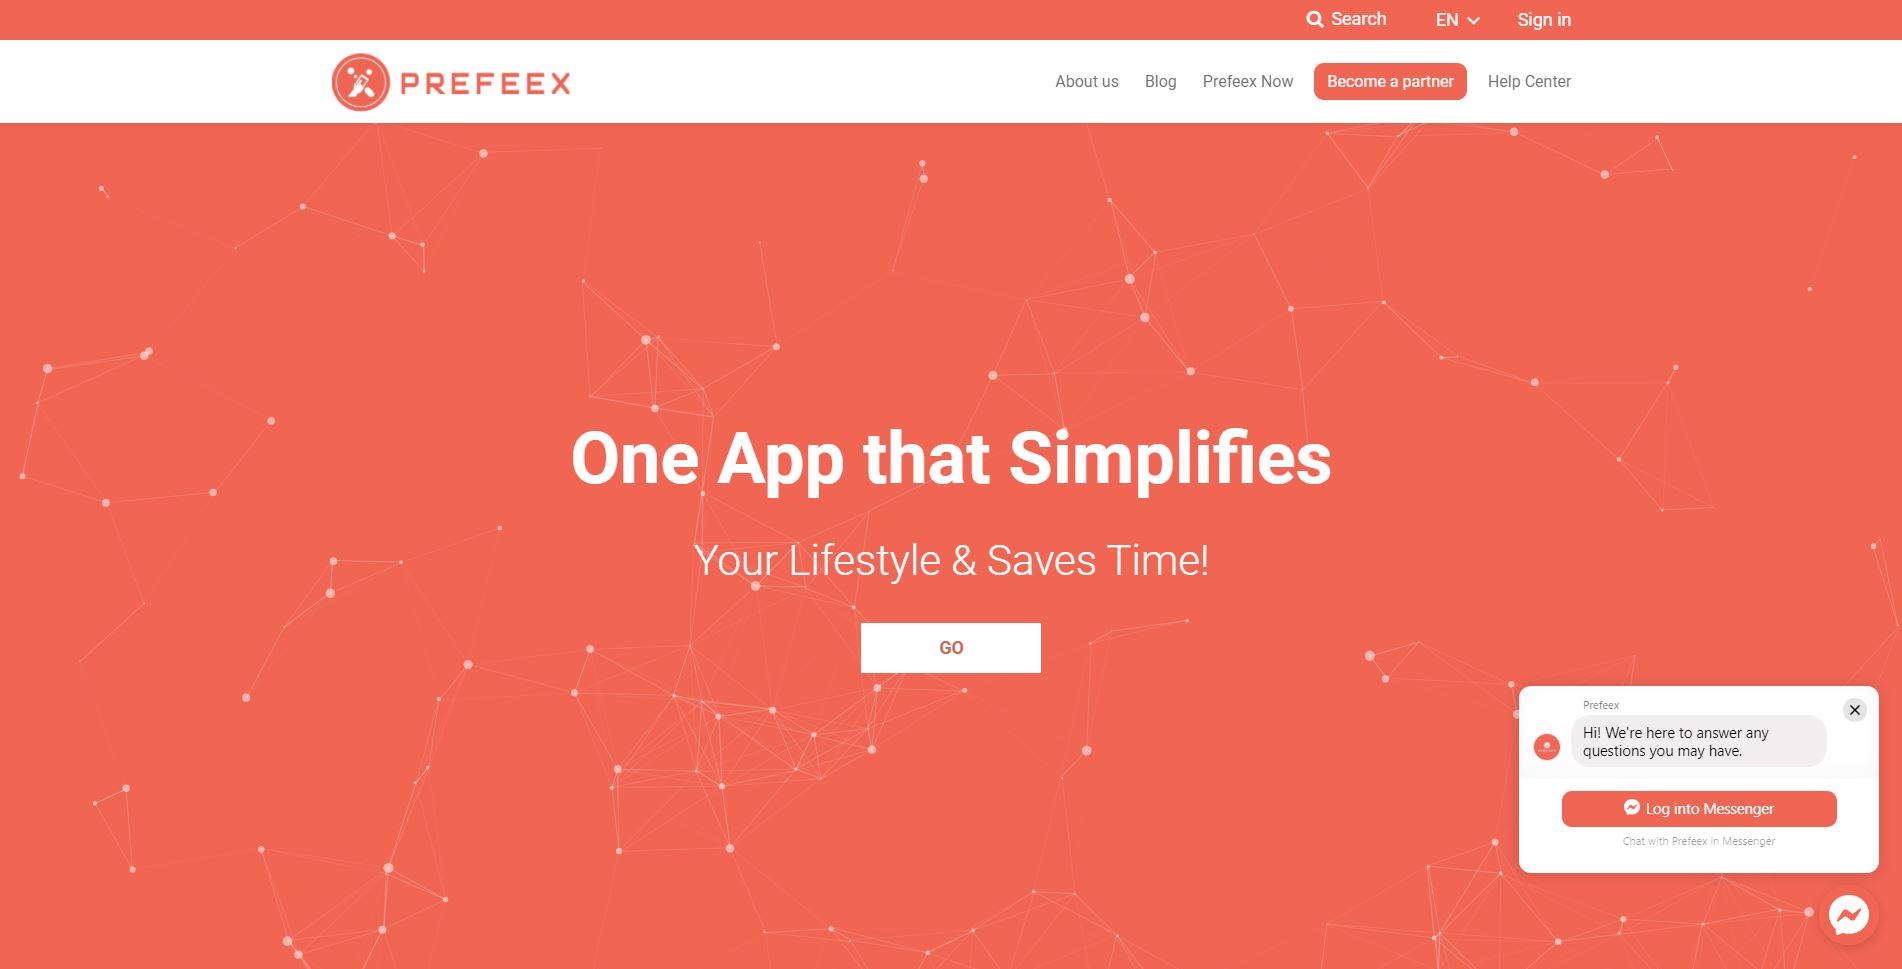 Search
EN
Sign in
PREFEEX
About us
Blog
Prefeex Now
Become a partner
Help Center
One App that Simplifies
Your Lifestyle & Saves Time!
GO
Prefeex
Hi! We're here to answer any
questions you may have.
Log into Messenger
Chat with Prefeex in Messenger